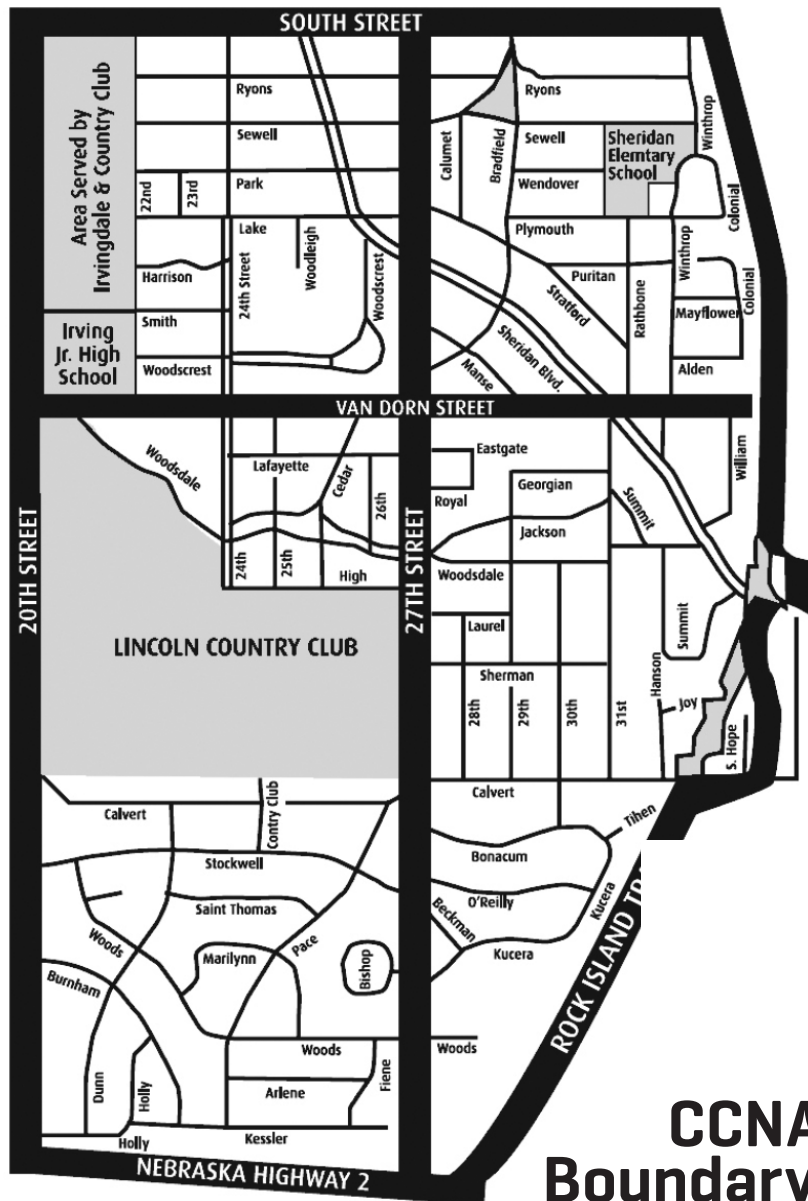 SOUTH STREET
Area Served by
Irvingdale & Country Club
Ryons
Ryons
Winthrop
Sewell
Calumet
Bradfield
Sewell
Sheridan
Elemtary
School
22nd
23rd
Park
Wendover
Colonial
Lake
Woodleigh
Plymouth
24th Street
Woodscrest
Winthrop
Harrison
Puritan
Stratford
Rathbone
Colonial
Smith
Mayflower
Irving
Jr. High
School
Sheridan Blvd.
Woodscrest
Manse
Alden
VAN DORN STREET
Woodsdale
Eastgate
William
Lafayette
Cedar
26th
Royal
Georgian
Summit
Jackson
20TH STREET
27TH STREET
24th
25th
High
Woodsdale
Laurel
Summit
LINCOLN COUNTRY CLUB
Sherman
Hanson
28th
29th
30th
31st
Joy
S. Hope
Calvert
Contry Club
Calvert
Tihen
Stockwell
Bonacum
Saint Thomas
O'Reilly
Kucera
Beckman
Woods
Pace
Marilynn
Kucera
Bishop
Burnham
ROCK ISLAND
Woods
Woods
Dunn
Holly
Arlene
Fiene
Holly
Kessler
NEBRASKA HIGHWAY 2
CCNA
Boundary